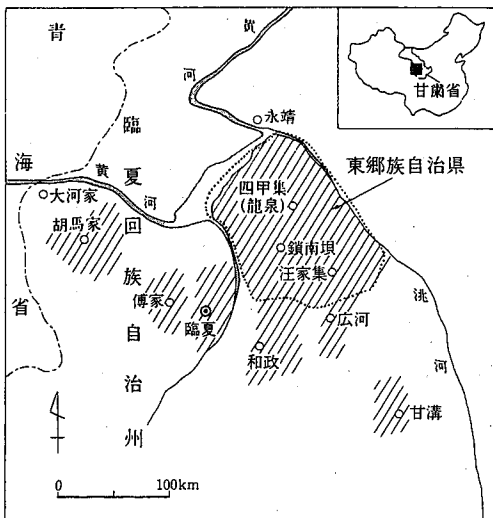 青海省
臨夏回族自治州
黄河
黄河
洮河
甘粛省
永靖
東郷族自治県
四甲集
(龍泉)
鎖南坝
汪家集
大河家
胡馬家
傅家
臨夏
広河
和政
甘溝
0 100km